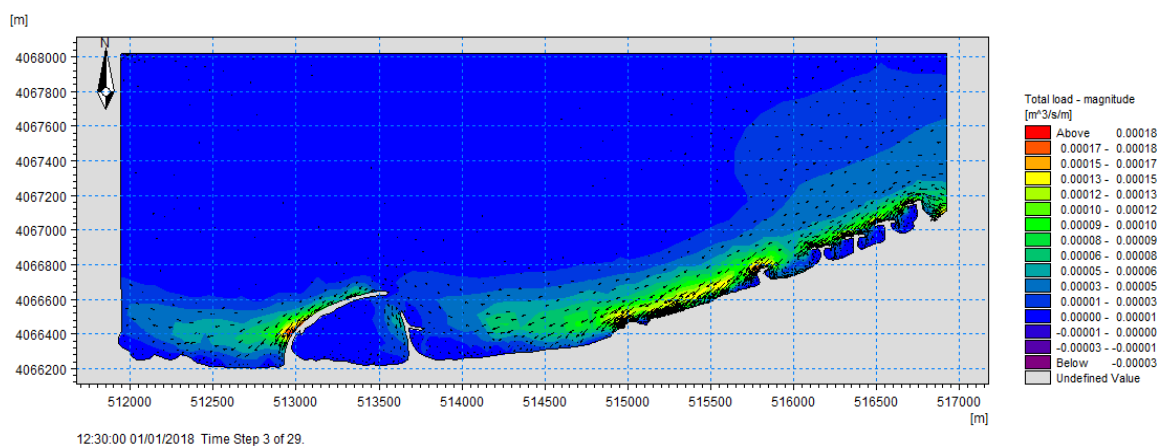 [m]
N
4068000
4067800
4067600
4067400
4067200
4067000
4066800
4066600
4066400
4066200
512000 512500 513000 513500 514000 514500 515000 515500 516000 516500 517000
[m]
12:30:00 01/01/2018 Time Step 3 of 29.
Total load - magnitude
[m^3/s/m]
Above 0.00018
0.00017 - 0.00018
0.00015 - 0.00017
0.00013 - 0.00015
0.00012 - 0.00013
0.00010 - 0.00012
0.00009 - 0.00010
0.00008 - 0.00009
0.00006 - 0.00008
0.00005 - 0.00006
0.00003 - 0.00005
0.00001 - 0.00003
0.00000 - 0.00001
-0.00001 - 0.00000
-0.00003 - -0.00001
Below -0.00003
Undefined Value